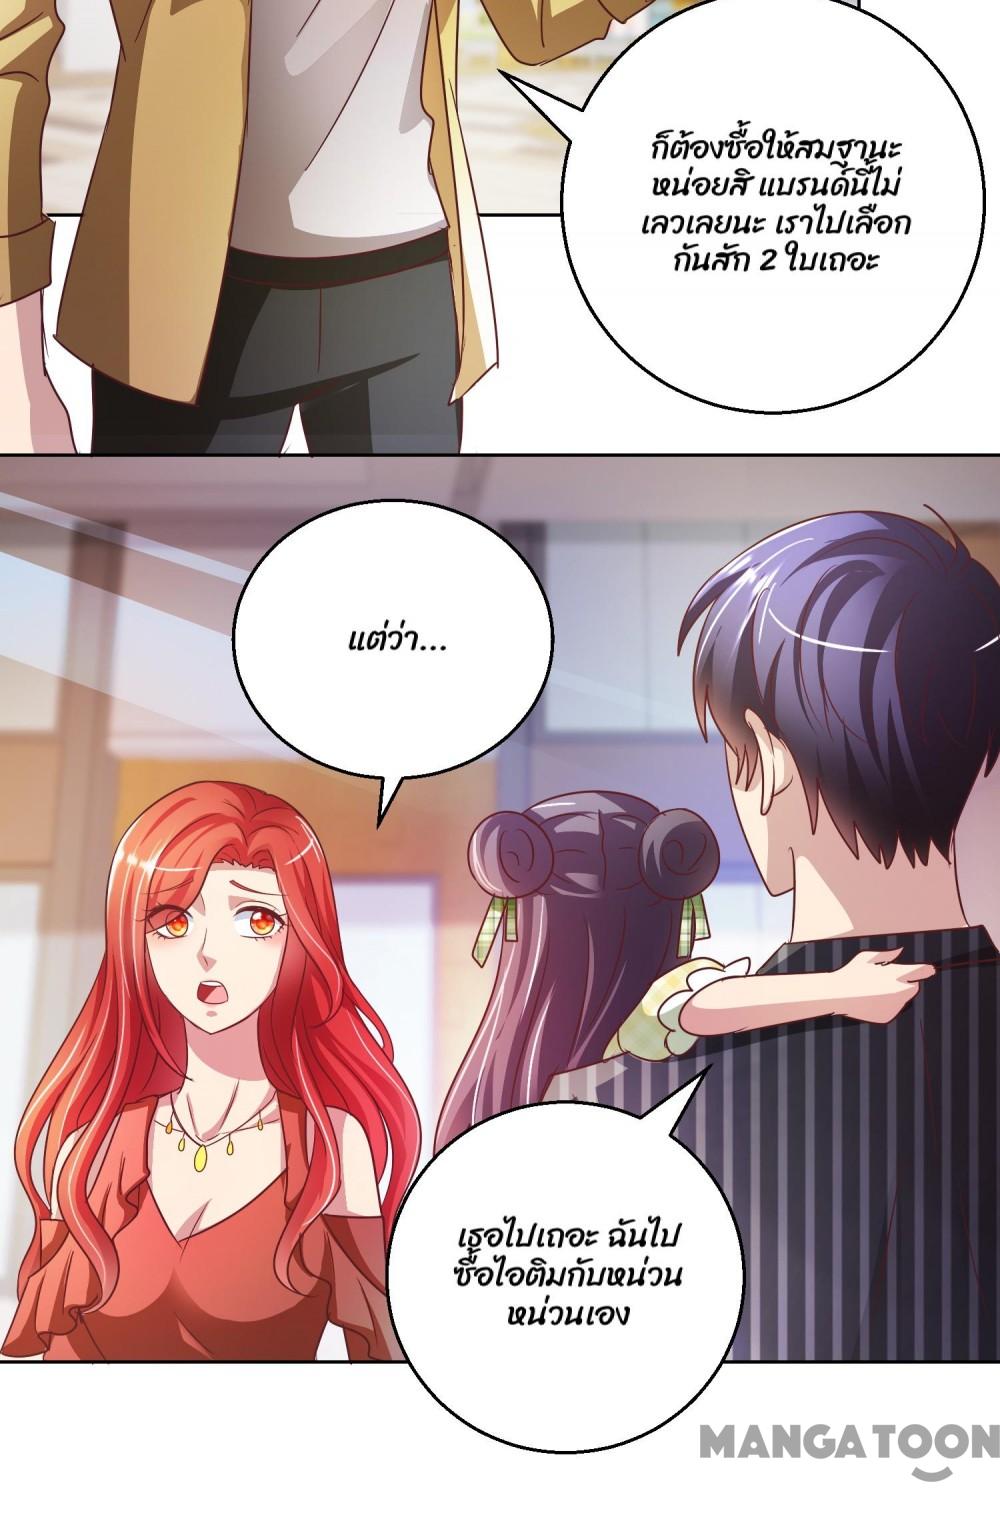 ก็ต้องซื้อให้สมฐานะ
หน่อยสิ แบรนด์นี้ไม่
เลวเลยนะ เราไปเลือก
กันสัก 2 ใบเถอะ
แต่ว่า...
เธอไปเถอะ ฉันไป
ซื้อไอติมกับหน่วน
หน่วนเอง
MANGATOON